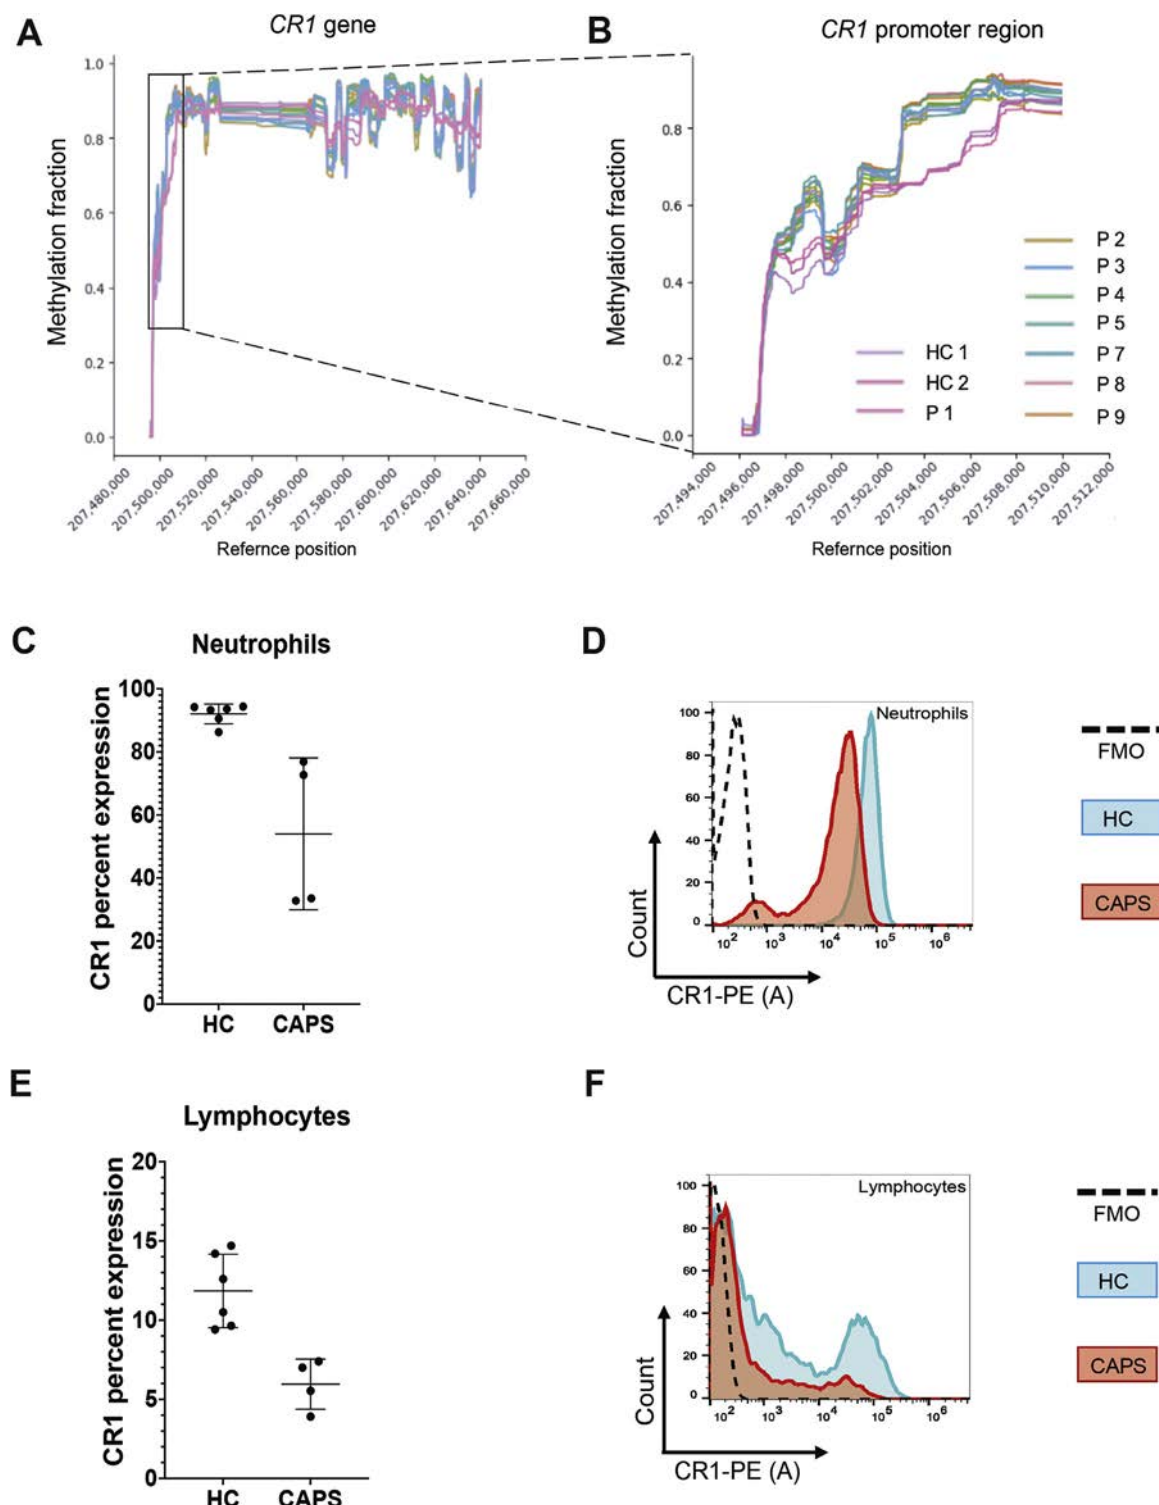 A
CR1 gene
Methylation fraction
1.0
0.8
0.6
0.4
0.2
0.0
207,480,000
207,500,000
207,520,000
207,540,000
207,560,000
207,580,000
207,600,000
207,620,000
207,640,000
207,660,000
Refernce position
B
CR1 promoter region
Methylation fraction
0.8
0.6
0.4
0.2
0.0
HC 1
HC 2
P 1
P 2
P 3
P 4
P 5
P 7
P 8
P 9
207,494,000
207,496,000
207,498,000
207,500,000
207,502,000
207,504,000
207,506,000
207,508,000
207,510,000
207,512,000
Refernce position
C
Neutrophils
CR1 percent expression
100
80
60
40
20
0
HC CAPS
D
Neutrophils
Count
100
80
60
40
20
0
10² 10³ 10⁴ 10⁵ 10⁶
CR1-PE (A)
FMO
HC
CAPS
E
Lymphocytes
CR1 percent expression
20
15
10
5
0
HC CAPS
F
Lymphocytes
Count
100
80
60
40
20
0
10² 10³ 10⁴ 10⁵ 10⁶
CR1-PE (A)
FMO
HC
CAPS